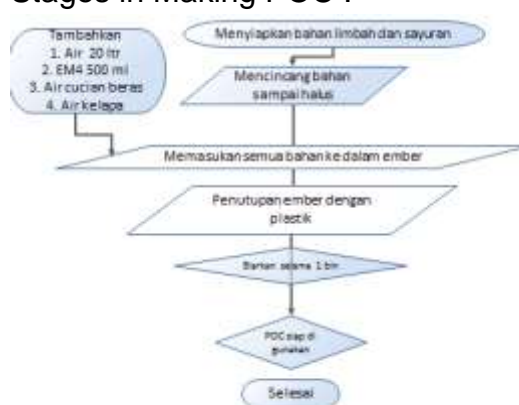 Stages in Making POC :
Tambahkan
1. Air 20 ltr
2. EM4 500 ml
3. Air cucian beras
4. Air kelapa
Menyiapkan bahan limbah dan sayuran
Mencincang bahan
sampai halus
Memasukan semua bahan ke dalam ember
Penutupan ember dengan
plastik
Biarkan selama 1 bln
POC siap di
gunakan
Selesai